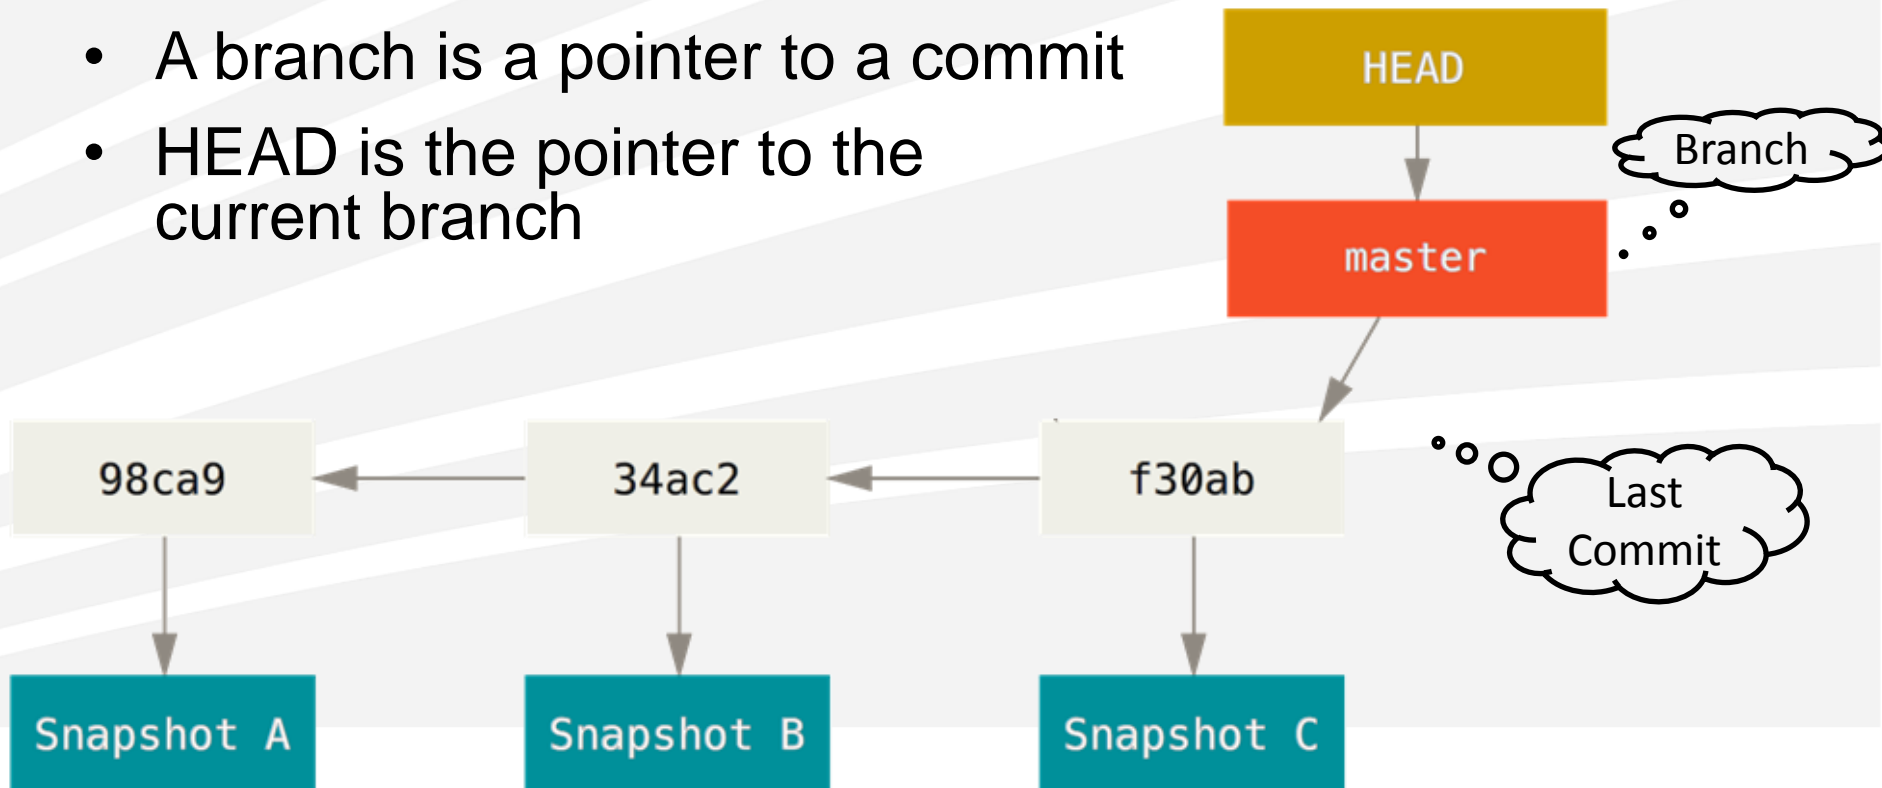 • A branch is a pointer to a commit
• HEAD is the pointer to the
current branch
HEAD
Branch
master
98ca9
34ac2
f30ab
Last
Commit
Snapshot A
Snapshot B
Snapshot C